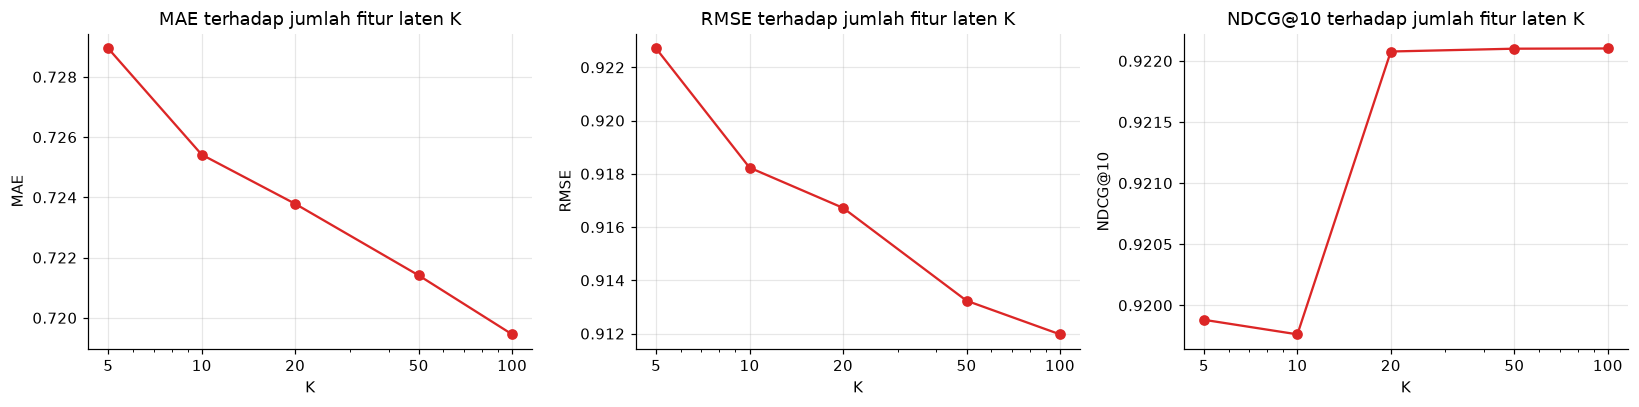 MAE terhadap jumlah fitur laten K
0.728
0.726
0.724
0.722
0.720
MAE
5 10 20 50 100
K
RMSE terhadap jumlah fitur laten K
0.922
0.920
0.918
0.916
0.914
0.912
RMSE
5 10 20 50 100
K
NDCG@10 terhadap jumlah fitur laten K
0.9220
0.9215
0.9210
0.9205
0.9200
NDCG@10
5 10 20 50 100
K